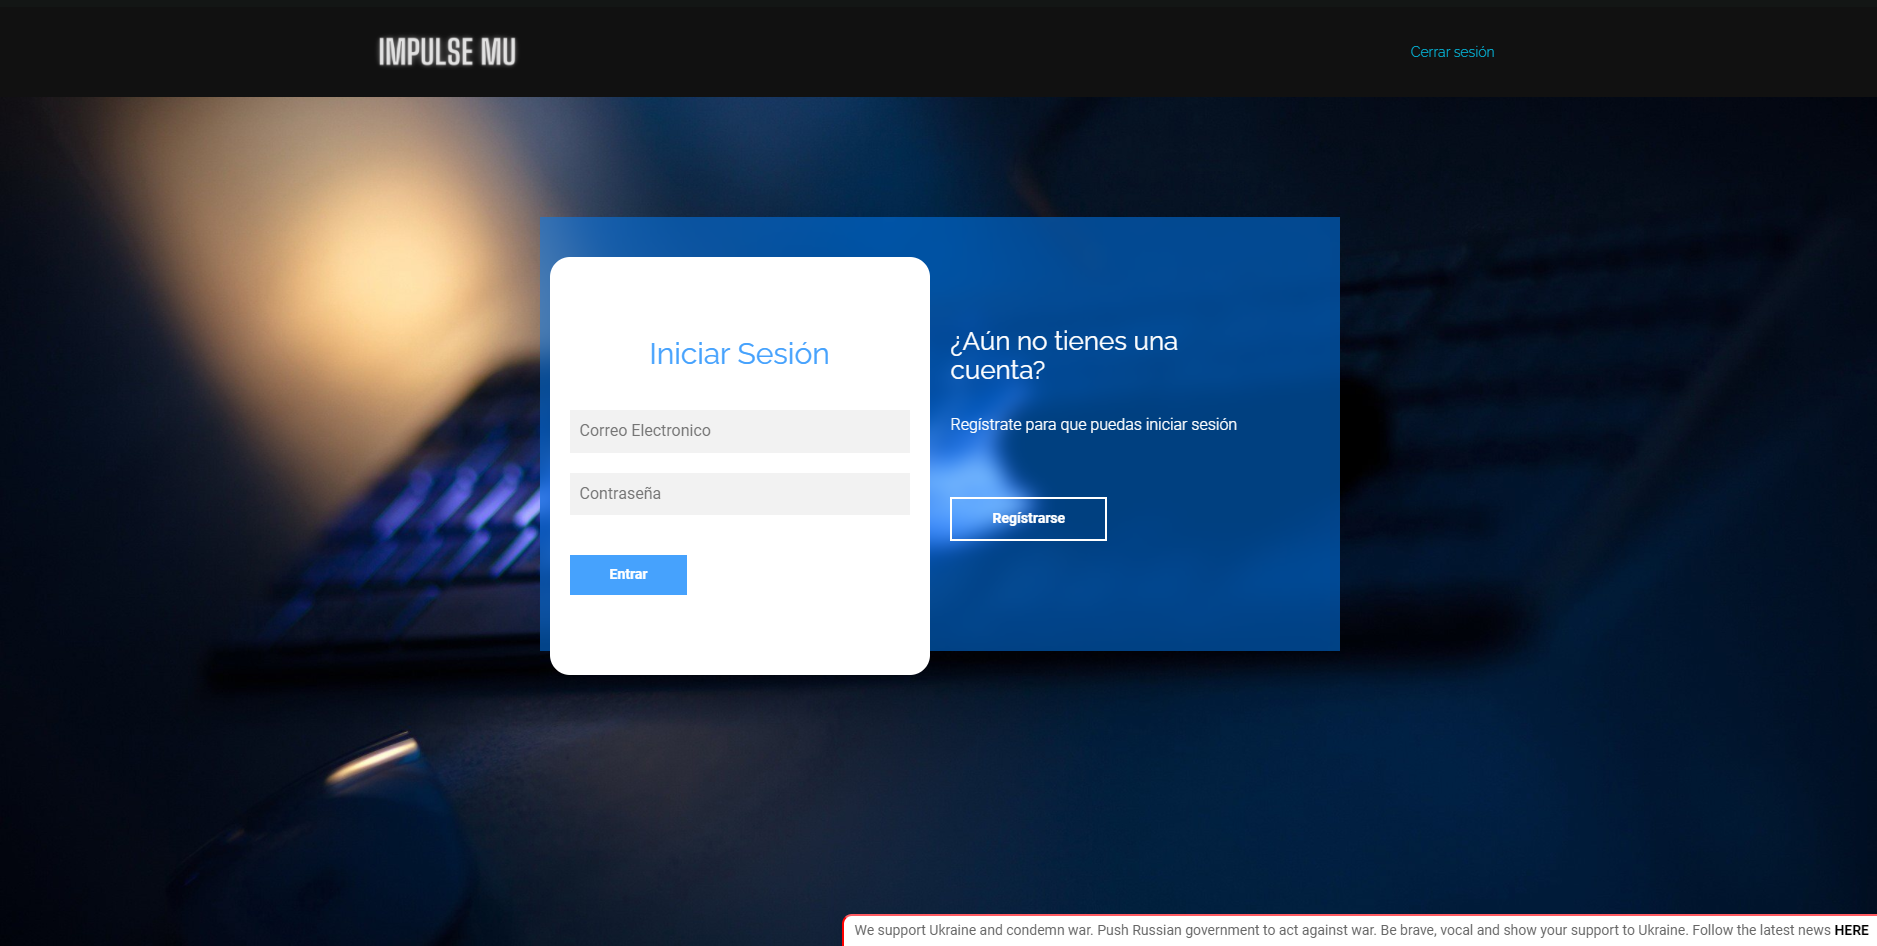 IMPULSE MU
Cerrar sesión
Iniciar Sesión
Correo Electronico
Contraseña
Entrar
¿Aún no tienes una
cuenta?
Regístrate para que puedas iniciar sesión
Regístrarse
We support Ukraine and condemn war. Push Russian government to act against war. Be brave, vocal and show your support to Ukraine. Follow the latest news HERE